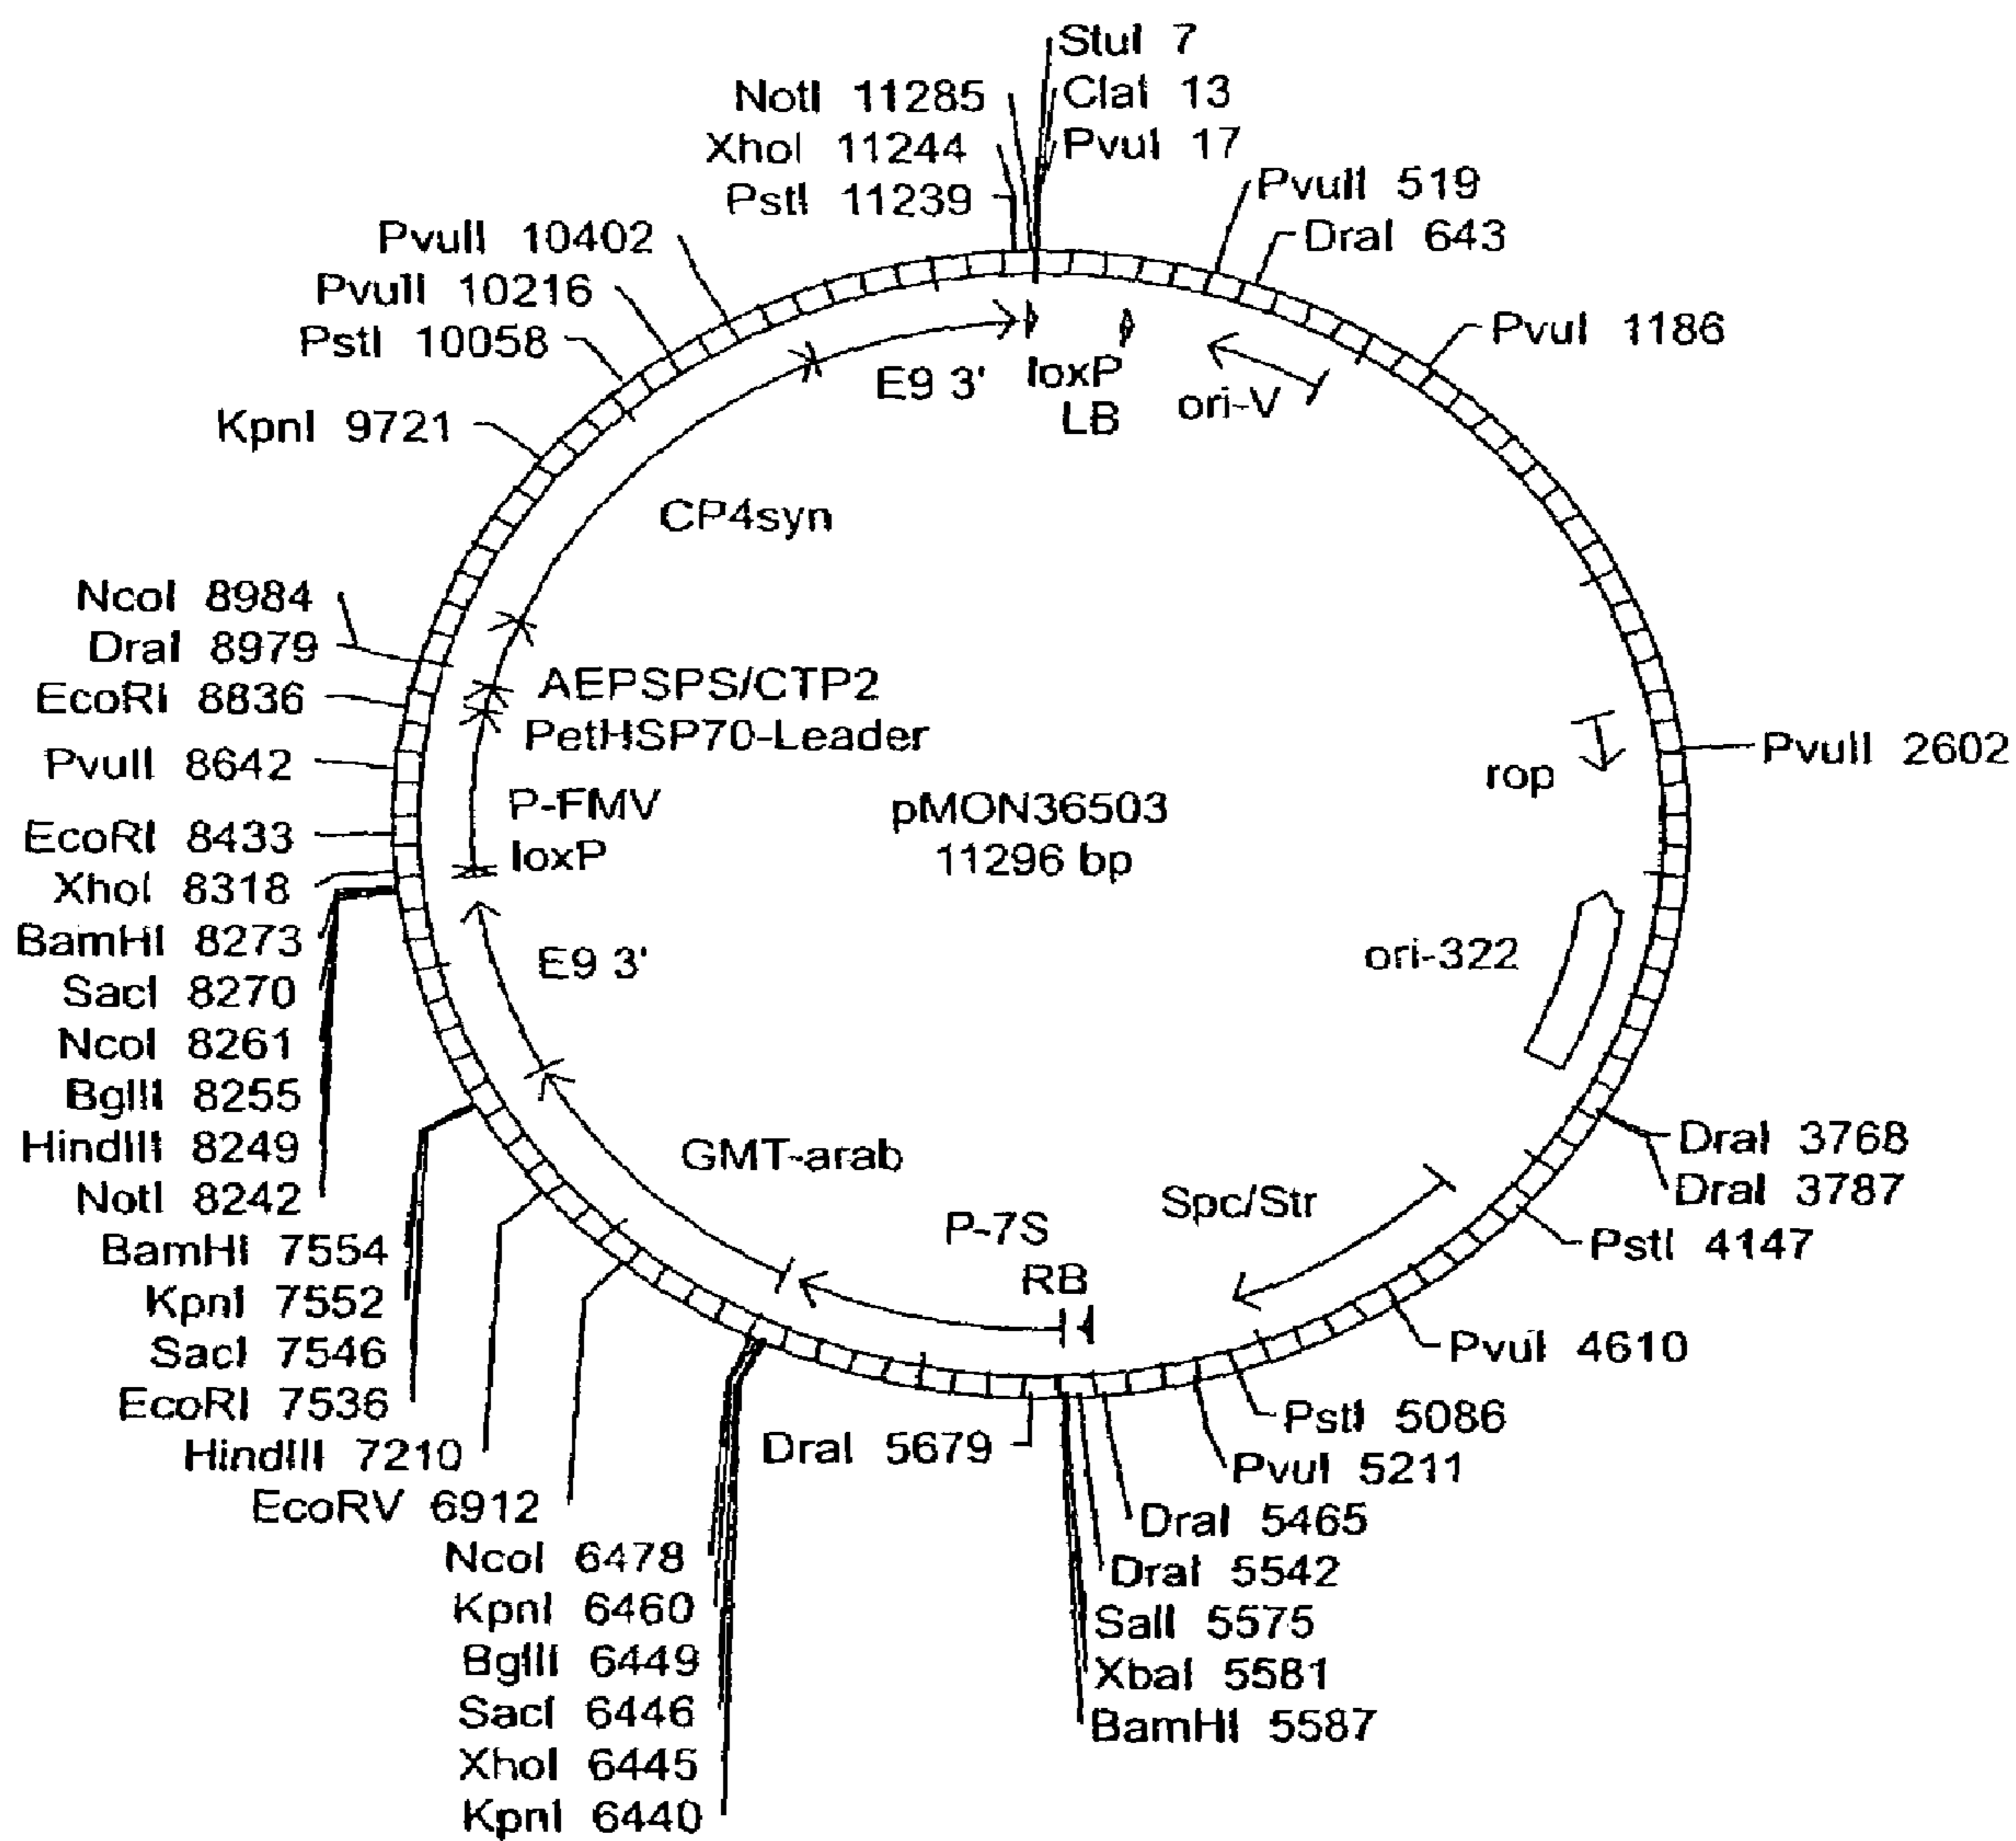 StuI 7
ClaI 13
PvuI 17
PvuII 519
DraI 643
PvuI 1186
PvuII 2602
DraI 3768
DraI 3787
PstI 4147
PvuI 4610
PstI 5086
PvuI 5211
DraI 5465
DraI 5542
SalI 5575
XbaI 5581
BamHI 5587
DraI 5679
NotI 11285
XhoI 11244
PstI 11239
PvuII 10402
PvuII 10216
PstI 10058
KpnI 9721
NcoI 8984
DraI 8979
EcoRI 8836
PvuII 8642
EcoRI 8433
XhoI 8318
BamHI 8273
SacI 8270
NcoI 8261
BglII 8255
HindIII 8249
NotI 8242
BamHI 7554
KpnI 7552
SacI 7546
EcoRI 7536
HindIII 7210
EcoRV 6912
NcoI 6478
KpnI 6460
BglII 6449
SacI 6446
XhoI 6445
KpnI 6440
E9 3'
loxP
LB
ori-V
CP4syn
AEPSPS/CTP2
PetHSP70-Leader
P-FMV
loxP
E9 3'
GMT-arab
P-7S
RB
Spc/Str
ori-322
rop
pMON36503
11296 bp